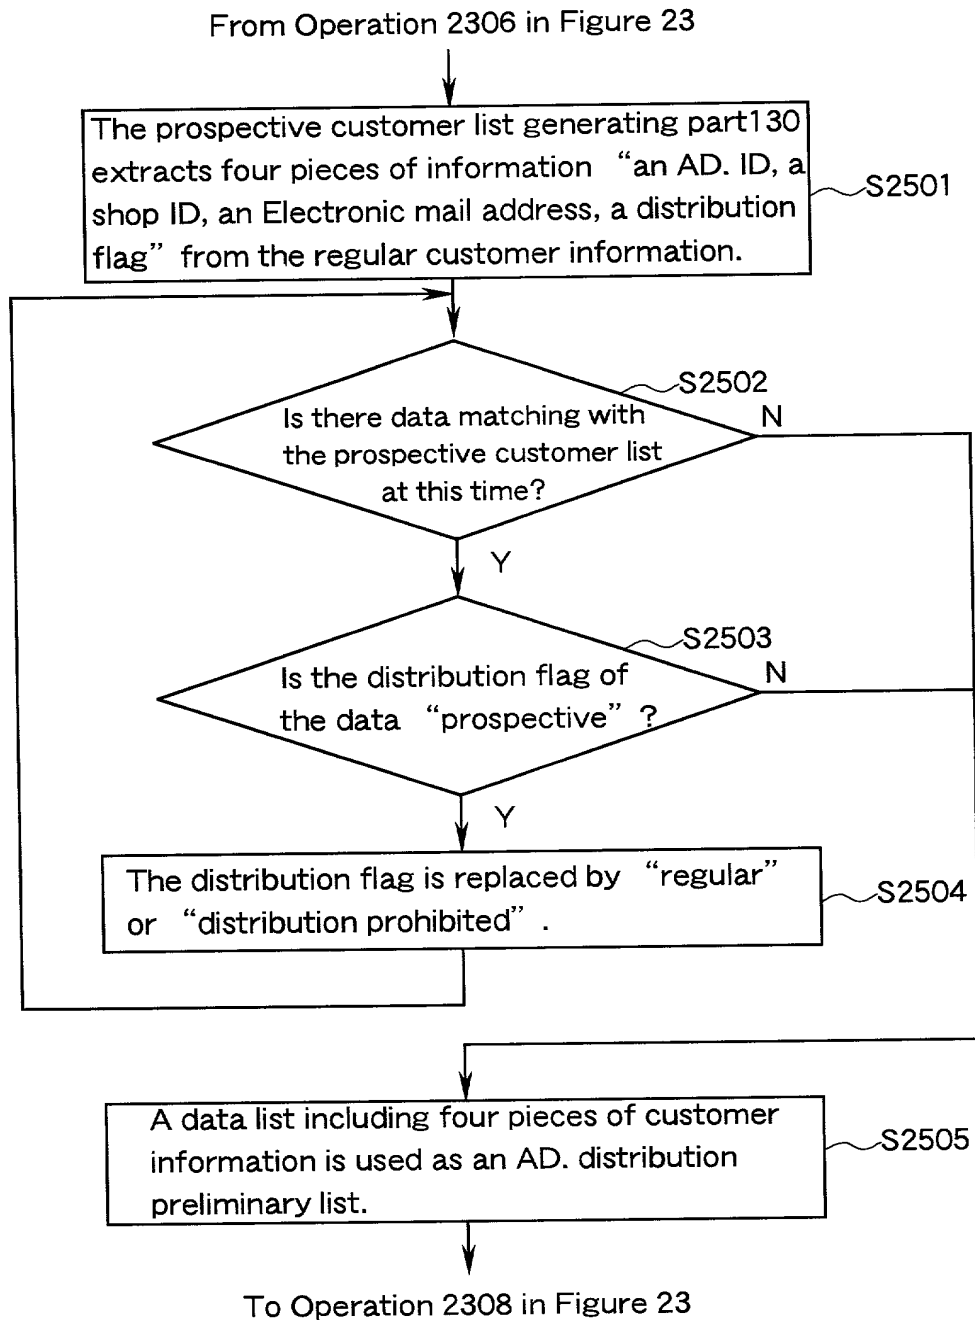 From Operation 2306 in Figure 23
The prospective customer list generating part130
extracts four pieces of information “an AD. ID, a
shop ID, an Electronic mail address, a distribution
flag” from the regular customer information.
S2501
S2502
Is there data matching with
the prospective customer list
at this time?
N
Y
S2503
Is the distribution flag of
the data “prospective” ?
N
Y
The distribution flag is replaced by “regular”
or “distribution prohibited” .
S2504
A data list including four pieces of customer
information is used as an AD. distribution
preliminary list.
S2505
To Operation 2308 in Figure 23